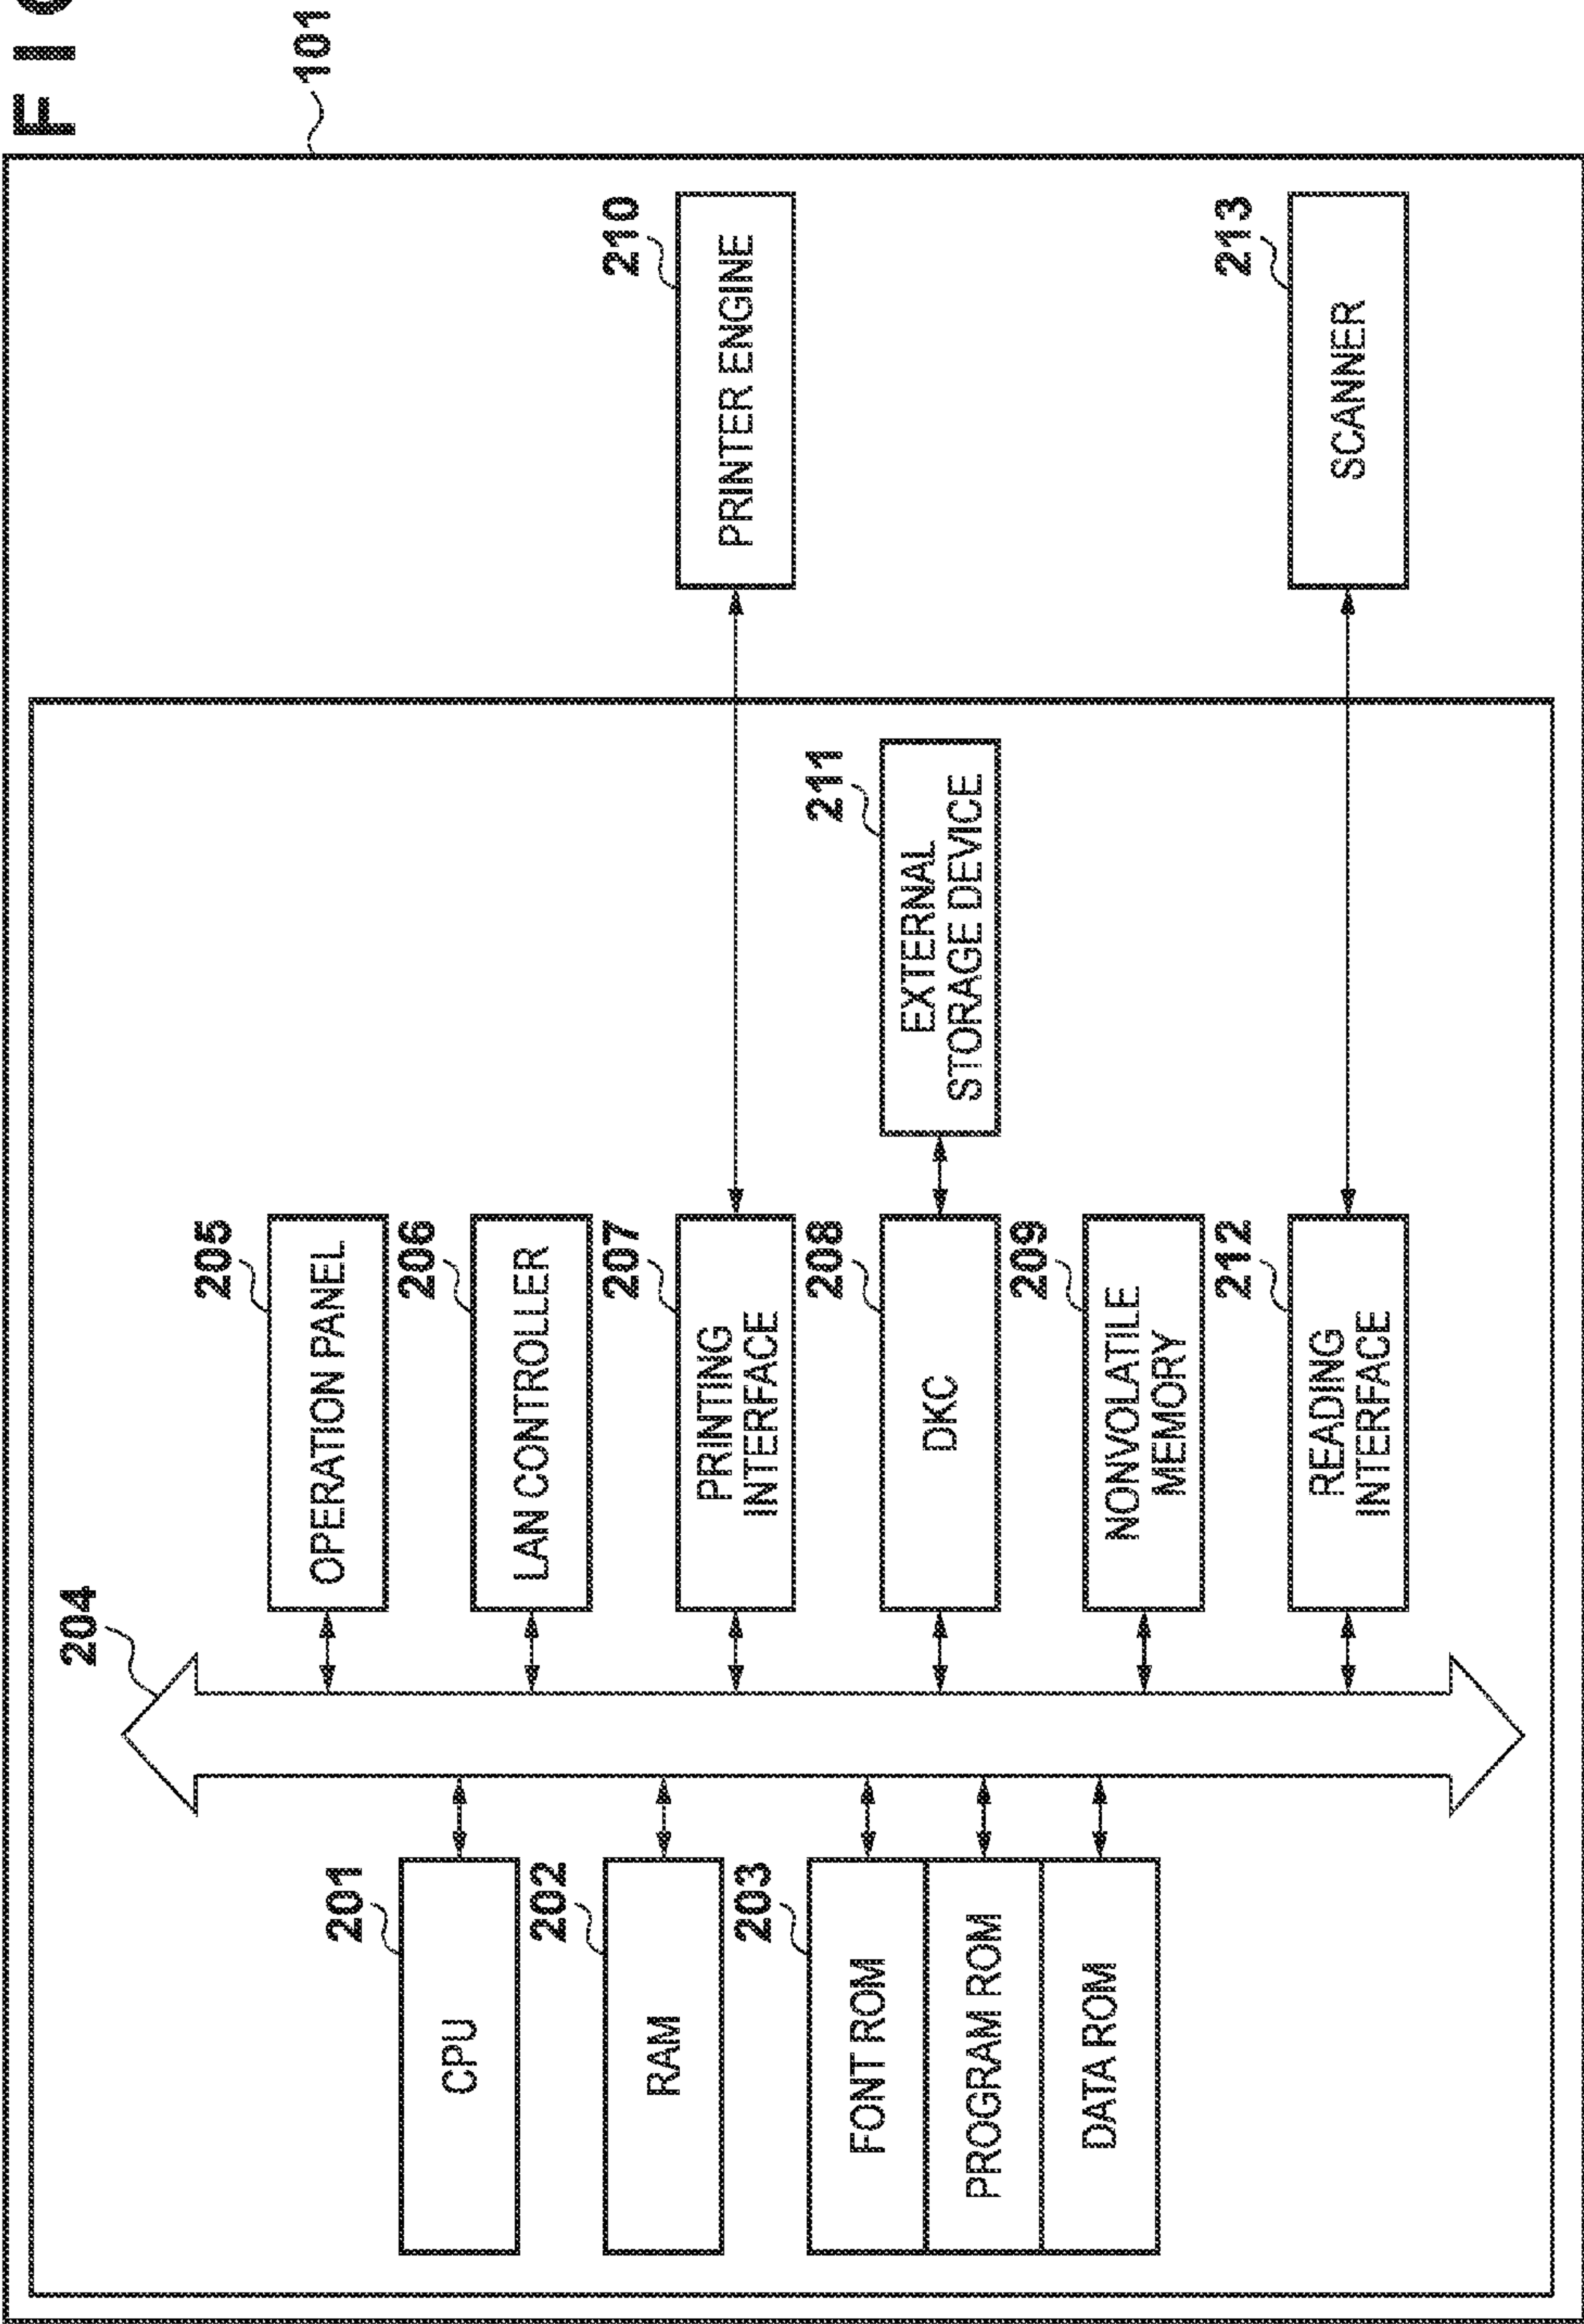 FIG
101
204
201
CPU
202
RAM
203
FONT ROM
PROGRAM ROM
DATA ROM
205
OPERATION PANEL
206
LAN CONTROLLER
207
PRINTING
INTERFACE
208
DKC
209
NONVOLATILE
MEMORY
212
READING
INTERFACE
211
EXTERNAL
STORAGE DEVICE
210
PRINTER ENGINE
213
SCANNER